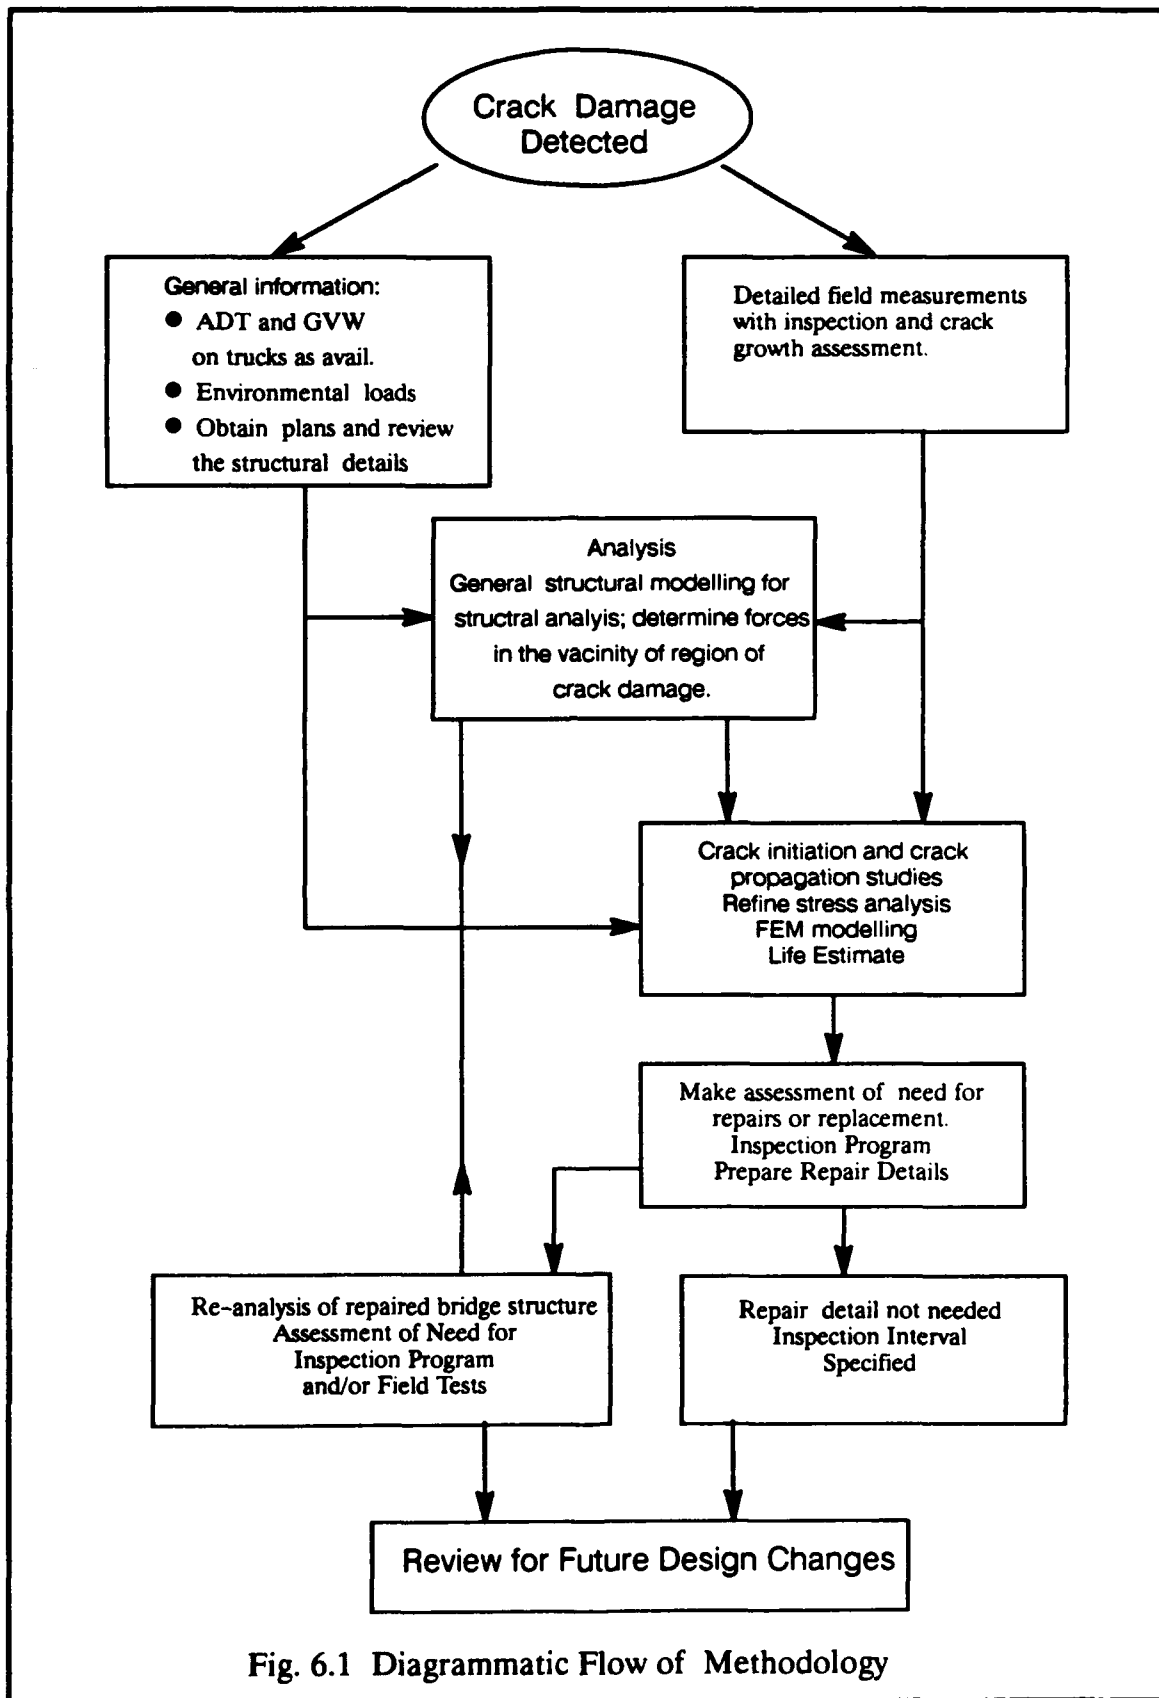 Crack Damage
Detected
General information:
● ADT and GVW
on trucks as avail.
● Environmental loads
● Obtain plans and review
the structural details
Detailed field measurements
with inspection and crack
growth assessment.
Analysis
General structural modelling for
structral analyis; determine forces
in the vacinity of region of
crack damage.
Crack initiation and crack
propagation studies
Refine stress analysis
FEM modelling
Life Estimate
Make assessment of need for
repairs or replacement.
Inspection Program
Prepare Repair Details
Re-analysis of repaired bridge structure
Assessment of Need for
Inspection Program
and/or Field Tests
Repair detail not needed
Inspection Interval
Specified
Review for Future Design Changes
Fig. 6.1 Diagrammatic Flow of Methodology